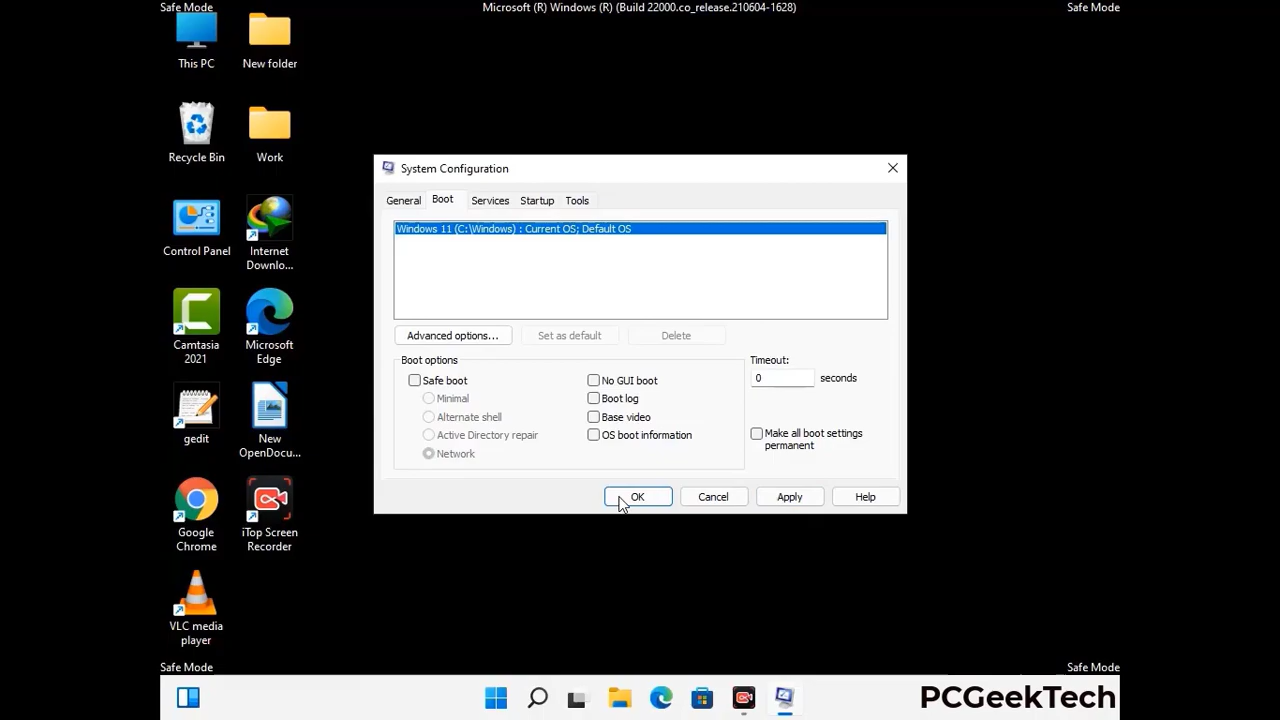 Safe Mode
Microsoft (R) Windows (R) (Build 22000.co_release.210604-1628)
Safe Mode
This PC
New folder
Recycle Bin
Work
Control Panel
Internet
Downlo...
Camtasia
2021
Microsoft
Edge
gedit
New
OpenDocu...
Google
Chrome
iTop Screen
Recorder
VLC media
player
System Configuration
General
Boot
Services
Startup
Tools
Windows 11 (C:\Windows) : Current OS; Default OS
Advanced options...
Set as default
Delete
Boot options
Safe boot
Minimal
Alternate shell
Active Directory repair
Network
No GUI boot
Boot log
Base video
OS boot information
Timeout:
0 seconds
Make all boot settings
permanent
OK
Cancel
Apply
Help
Safe Mode
Safe Mode
PCGeekTech